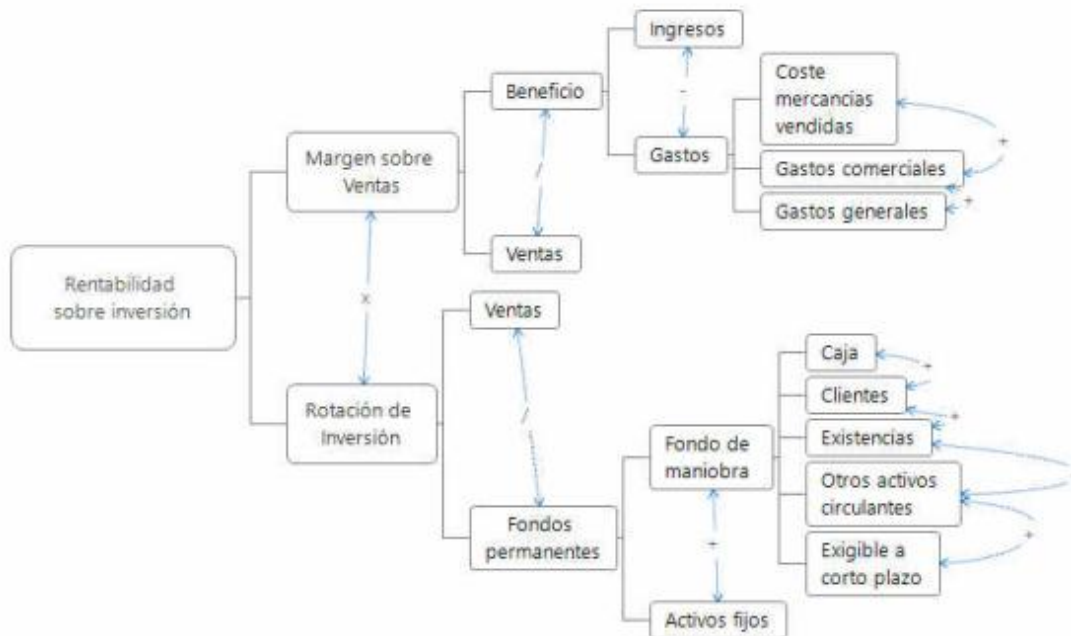 Ingresos
-
Coste
mercancias
vendidas
Beneficio
+
/
Gastos
Gastos comerciales
+
Gastos generales
Margen sobre
Ventas
Ventas
Rentabilidad
sobre inversión
x
Ventas
/
Rotación de
Inversión
Caja
+
Clientes
+
Fondo de
maniobra
Existencias
Otros activos
circulantes
+
+
Fondos
permanentes
Exigible a
corto plazo
Activos fijos